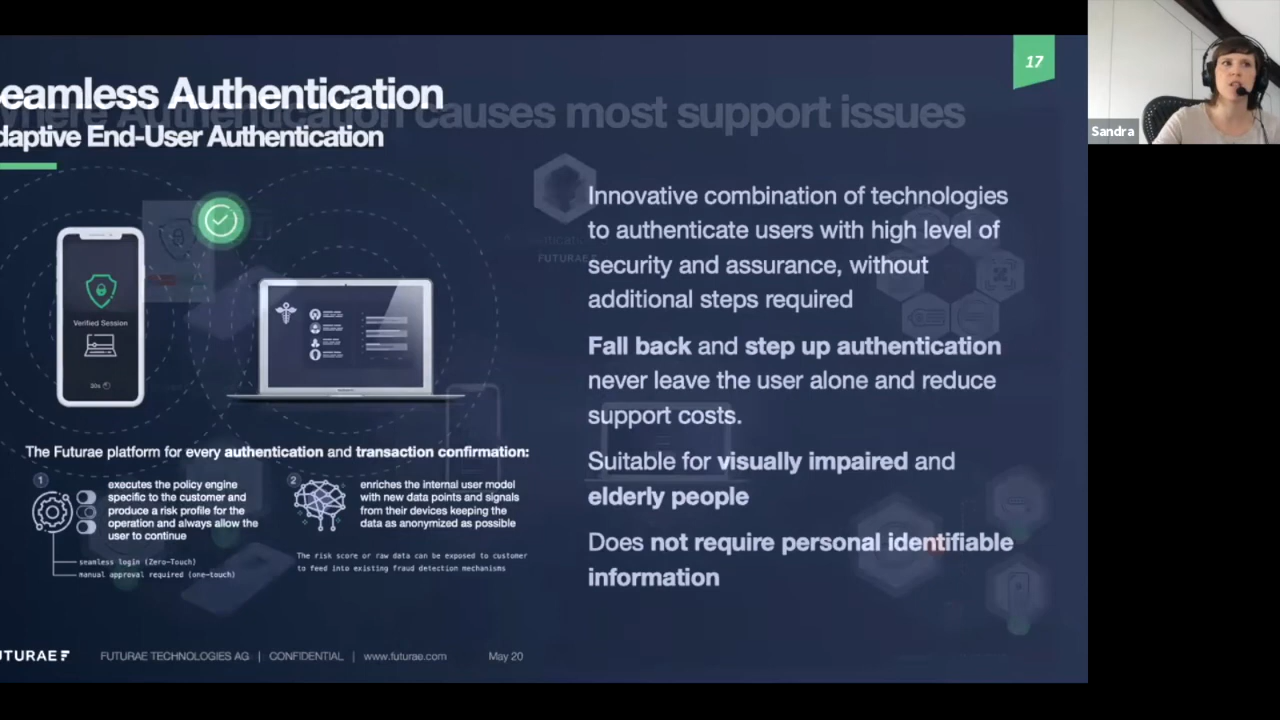 17
eamless Authentication
here Authentication causes most support issues
daptive End-User Authentication
Innovative combination of technologies
to authenticate users with high level of
security and assurance, without
additional steps required
Fall back and step up authentication
never leave the user alone and reduce
support costs.
Suitable for visually impaired and
elderly people
Does not require personal identifiable
information
Verified Session
30s
The Futurae platform for every authentication and transaction confirmation:
1
executes the policy engine
specific to the customer and
produce a risk profile for the
operation and always allow the
user to continue
seamless login (Zero-Touch)
manual approval required (one-touch)
2
enriches the internal user model
with new data points and signals
from their devices keeping the
data as anonymized as possible
The risk score or raw data can be exposed to customer
to feed into existing fraud detection mechanisms
UTURAE
FUTURAE TECHNOLOGIES AG | CONFIDENTIAL | www.futurae.com
May 20
FUTURAE
Sandra